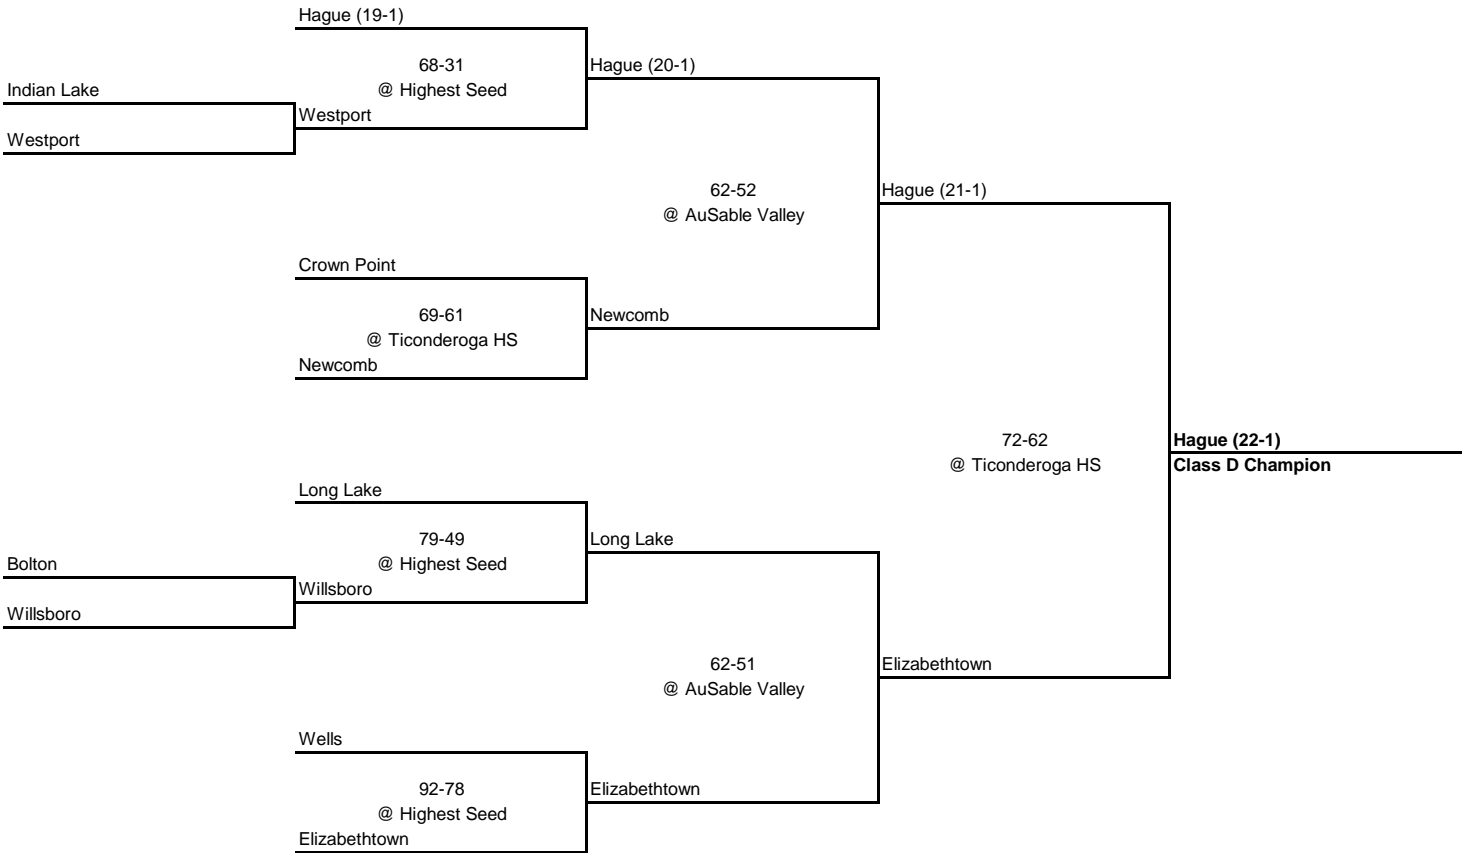 Hague (19-1)
68-31
Hague (20-1)
Indian Lake
@ Highest Seed
Westport
Westport
62-52
Hague (21-1)
@ AuSable Valley
Crown Point
69-61
Newcomb
@ Ticonderoga HS
Newcomb
72-62
Hague (22-1)
@ Ticonderoga HS
Class D Champion
Long Lake
79-49
Long Lake
Bolton
@ Highest Seed
Willsboro
Willsboro
62-51
Elizabethtown
@ AuSable Valley
Wells
92-78
Elizabethtown
@ Highest Seed
Elizabethtown